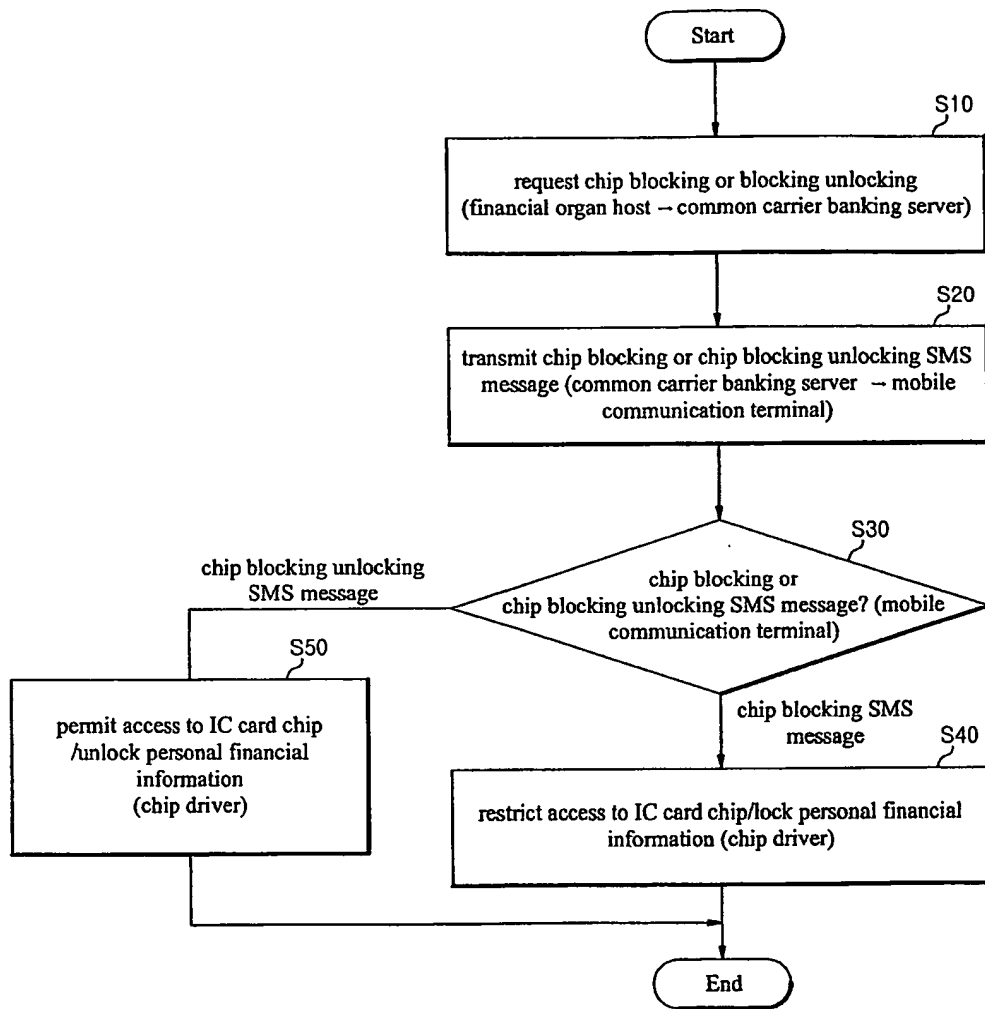 Start
S10
request chip blocking or blocking unlocking
(financial organ host → common carrier banking server)
S20
transmit chip blocking or chip blocking unlocking SMS
message (common carrier banking server → mobile
communication terminal)
S30
chip blocking or
chip blocking unlocking SMS message? (mobile
communication terminal)
chip blocking unlocking
SMS message
S50
permit access to IC card chip
/unlock personal financial
information
(chip driver)
chip blocking SMS
message
S40
restrict access to IC card chip/lock personal financial
information (chip driver)
End